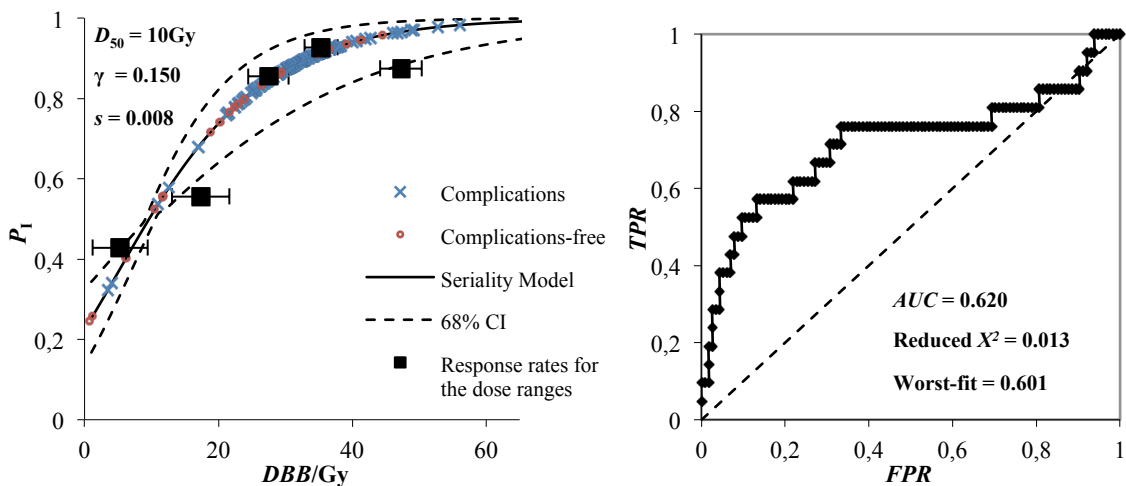 1
0,8
0,6
0,4
0,2
0
P_I
D₅₀ = 10Gy
γ = 0.150
s = 0.008
Complications
Complications-free
Seriality Model
68% CI
Response rates for
the dose ranges
0 20 40 60
DBB/Gy
1
0,8
0,6
0,4
0,2
0
TPR
AUC = 0.620
Reduced X² = 0.013
Worst-fit = 0.601
0 0,2 0,4 0,6 0,8 1
FPR